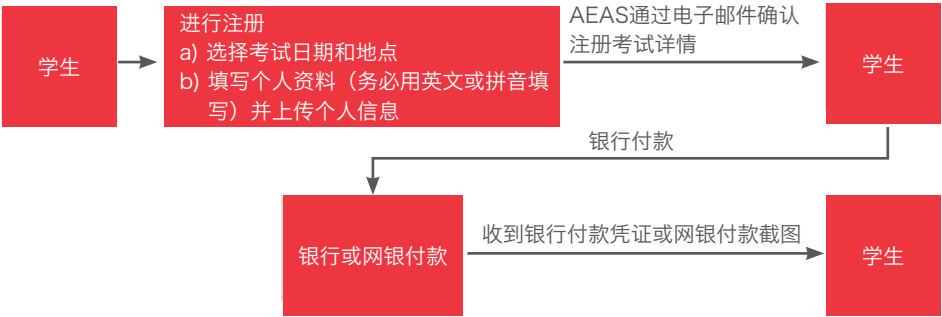 学生
进行注册
a) 选择考试日期和地点
b) 填写个人资料（务必用英文或拼音填
写）并上传个人信息
AEAS通过电子邮件确认
注册考试详情
学生
银行付款
银行或网银付款
收到银行付款凭证或网银付款截图
学生